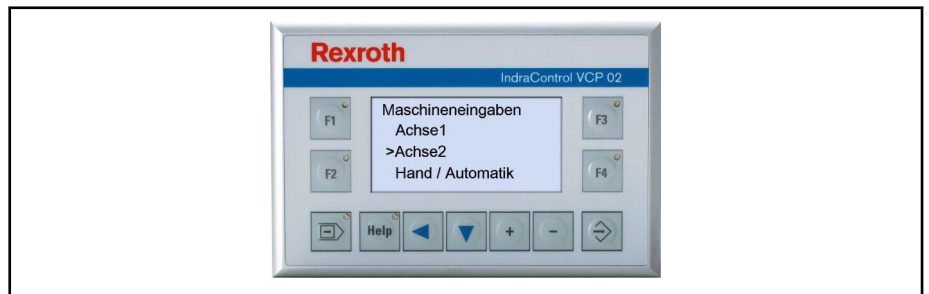 Rexroth
IndraControl VCP 02
F1
Maschineneingaben
Achse1
>Achse2
Hand / Automatik
F3
F2
F4
Help
+
-